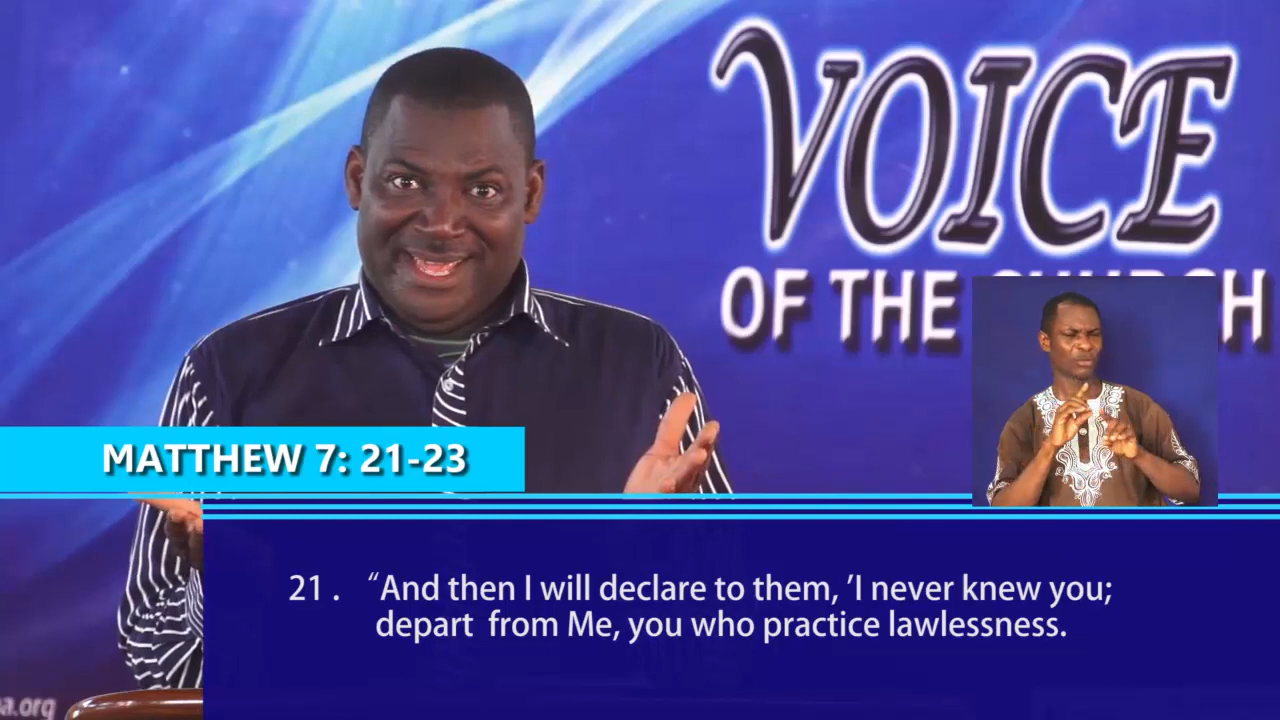 VOICE
OF THE
MATTHEW 7: 21-23
21 . “And then I will declare to them, ’I never knew you;
depart from Me, you who practice lawlessness.
a.org